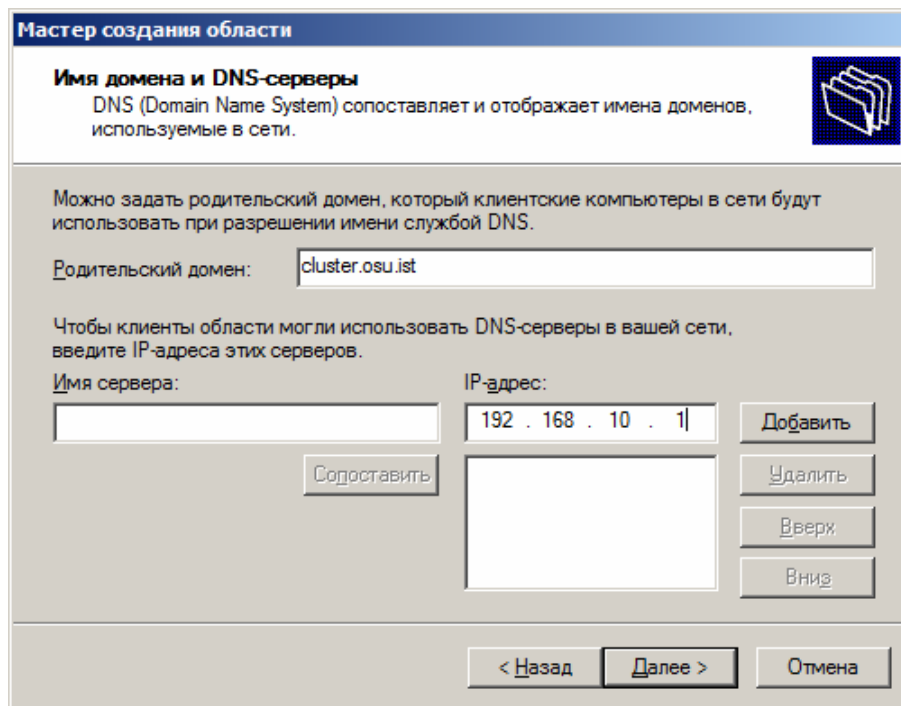 Мастер создания области
Имя домена и DNS-серверы
DNS (Domain Name System) сопоставляет и отображает имена доменов,
используемые в сети.
Можно задать родительский домен, который клиентские компьютеры в сети будут
использовать при разрешении имени службой DNS.
Родительский домен: cluster.osu.ist
Чтобы клиенты области могли использовать DNS-серверы в вашей сети,
введите IP-адреса этих серверов.
Имя сервера: IP-адрес:
192 . 168 . 10 . 1 Добавить
Сопоставить Удалить
Вверх
Вниз
< Назад Далее > Отмена